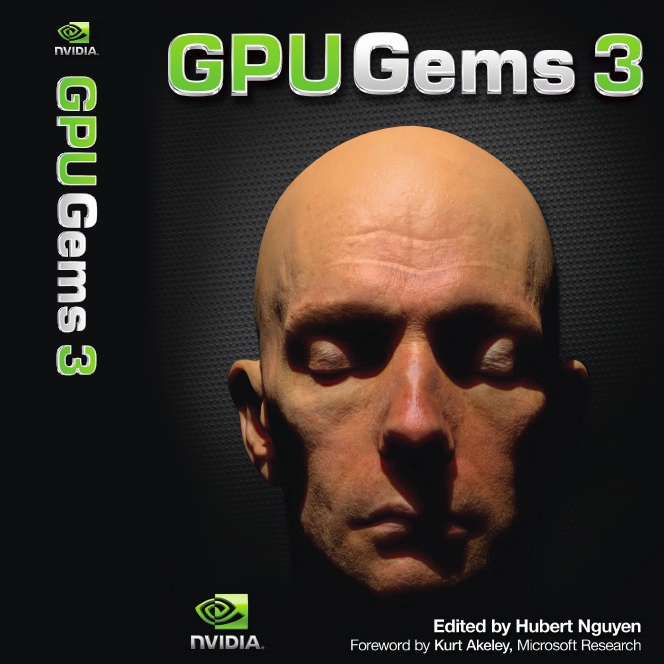 NVIDIA.
GPU Gems 3
GPU Gems 3
NVIDIA.
Edited by Hubert Nguyen
Foreword by Kurt Akeley, Microsoft Research